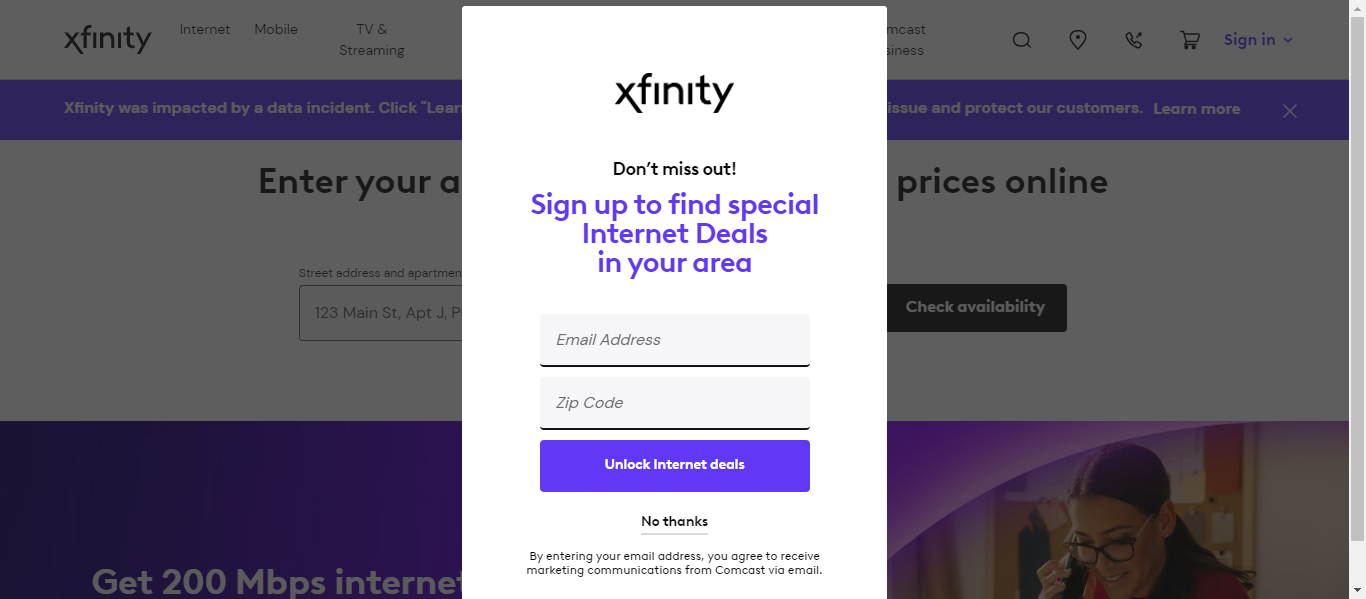 xfinity
Internet
Mobile
TV &
Streaming
mcast
siness
Sign in
Xfinity was impacted by a data incident. Click "Lear
issue and protect our customers.
Learn more
Enter your a
prices online
Street address and apartmen
123 Main St, Apt J, P
Check availability
xfinity
Don't miss out!
Sign up to find special
Internet Deals
in your area
Email Address
Zip Code
Unlock Internet deals
No thanks
By entering your email address, you agree to receive
marketing communications from Comcast via email.
Get 200 Mbps internet